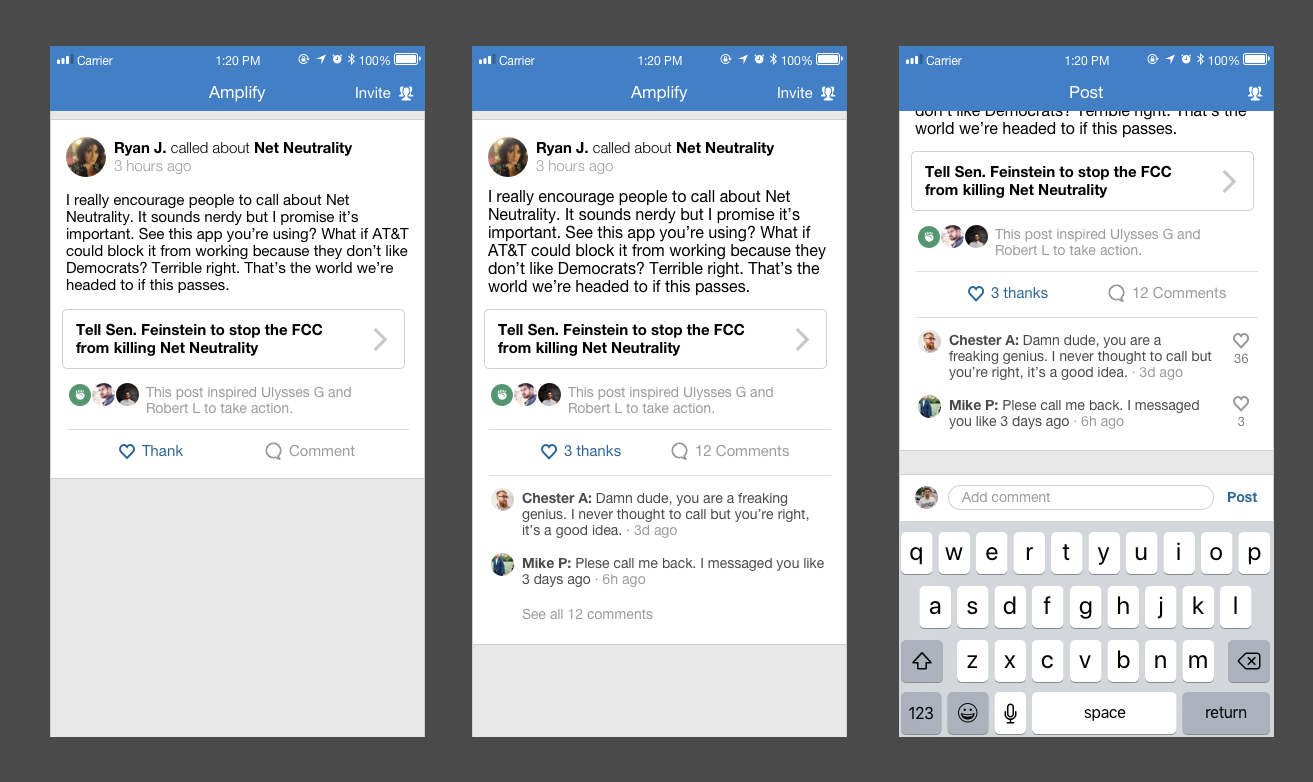 Carrier 1:20 PM 100%
Amplify Invite
Ryan J. called about Net Neutrality
3 hours ago
I really encourage people to call about Net
Neutrality. It sounds nerdy but I promise it’s
important. See this app you’re using? What if AT&T
could block it from working because they don’t like
Democrats? Terrible right. That’s the world we’re
headed to if this passes.
Tell Sen. Feinstein to stop the FCC
from killing Net Neutrality
This post inspired Ulysses G and
Robert L to take action.
Thank Comment
Carrier 1:20 PM 100%
Amplify Invite
Ryan J. called about Net Neutrality
3 hours ago
I really encourage people to call about Net
Neutrality. It sounds nerdy but I promise it’s
important. See this app you’re using? What if
AT&T could block it from working because they
don’t like Democrats? Terrible right. That’s the
world we’re headed to if this passes.
Tell Sen. Feinstein to stop the FCC
from killing Net Neutrality
This post inspired Ulysses G and
Robert L to take action.
3 thanks 12 Comments
Chester A: Damn dude, you are a freaking
genius. I never thought to call but you’re right,
it’s a good idea. · 3d ago
Mike P: Plese call me back. I messaged you like
3 days ago · 6h ago
See all 12 comments
Carrier 1:20 PM 100%
Post
don’t like Democrats? Terrible right. That’s the
world we’re headed to if this passes.
Tell Sen. Feinstein to stop the FCC
from killing Net Neutrality
This post inspired Ulysses G and
Robert L to take action.
3 thanks 12 Comments
Chester A: Damn dude, you are a
freaking genius. I never thought to call but
you’re right, it’s a good idea. · 3d ago
36
Mike P: Plese call me back. I messaged
you like 3 days ago · 6h ago
3
Add comment Post
q w e r t y u i o p
a s d f g h j k l
z x c v b n m
123 space return